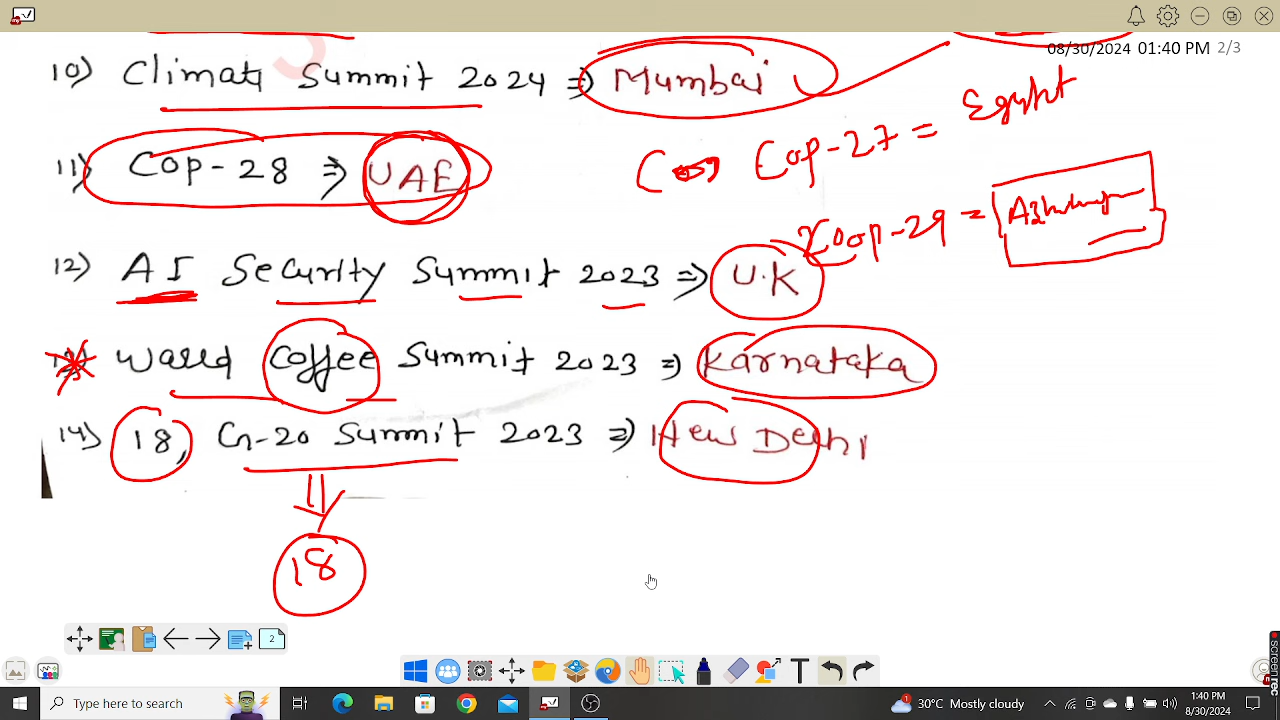 08/30/2024 01:40 PM 2/3
10) Climate Summit 2024 ⇒ Mumbai
Cop-27 = Egypt
11) Cop-28 ⇒ UAE
Cop-29 =
12) AI Security Summit 2023 ⇒ U.K
World Coffee Summit 2023 ⇒ Karnataka
14) 18, G-20 Summit 2023 ⇒ New Delhi
18
2
T
Type here to search
30°C Mostly cloudy
1:40 PM
8/30/2024